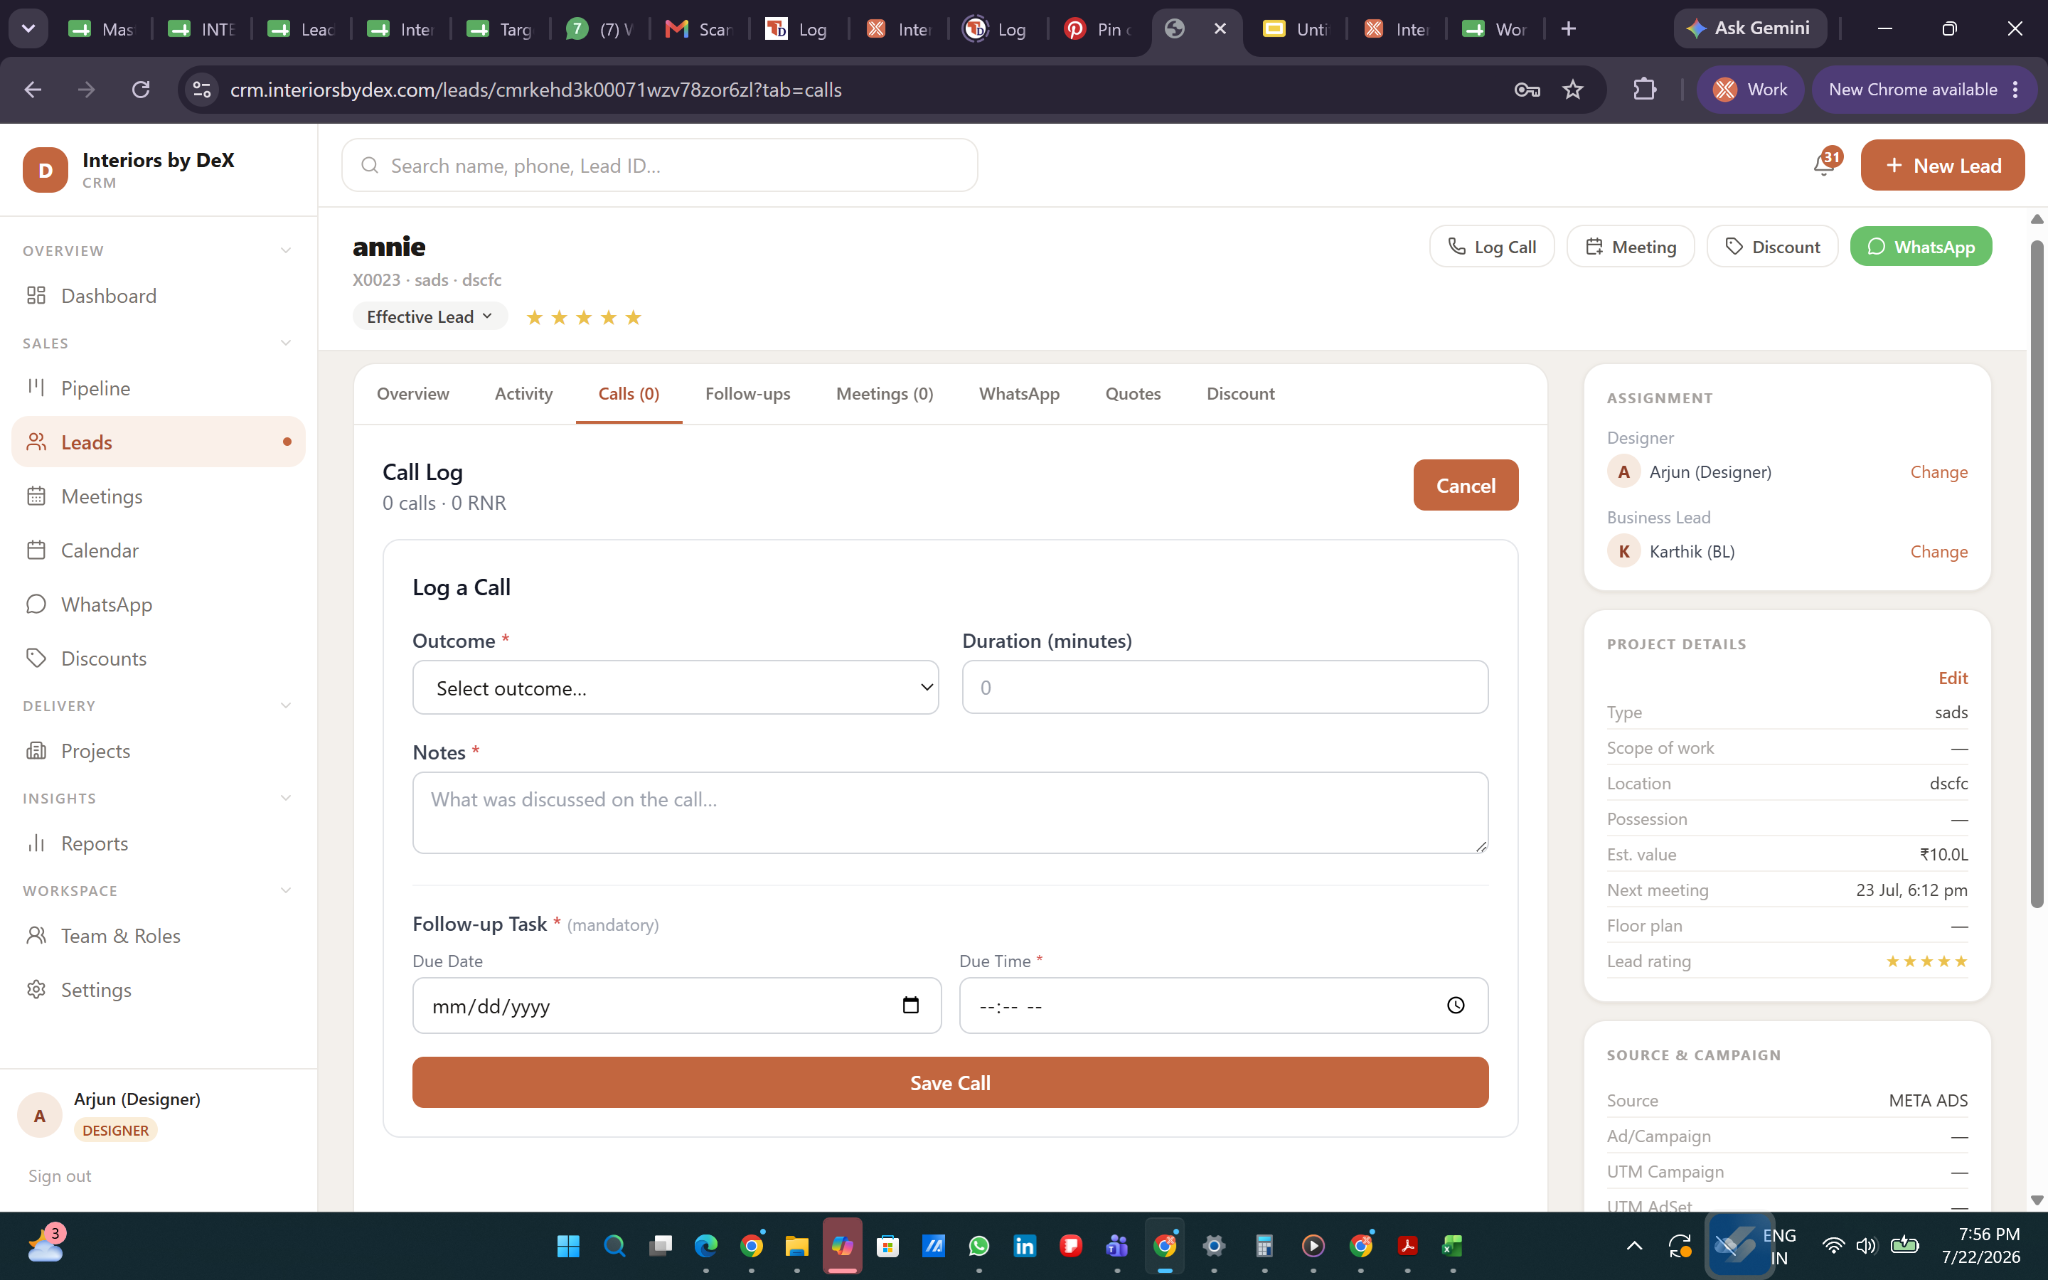 Mas
INTE
Lead
Inter
Targ
7
(7) W
Scan
Log
Inter
Log
Pin c
Unti
Inter
Wor
Ask Gemini
crm.interiorsbydex.com/leads/cmrkehd3k00071wzv78zor6zl?tab=calls
Work
New Chrome available
D
Interiors by DeX
CRM
Search name, phone, Lead ID...
31
+ New Lead
OVERVIEW
Dashboard
SALES
Pipeline
Leads
Meetings
Calendar
WhatsApp
Discounts
DELIVERY
Projects
INSIGHTS
Reports
WORKSPACE
Team & Roles
Settings
A
Arjun (Designer)
DESIGNER
Sign out
annie
X0023 · sads · dscfc
Effective Lead
Log Call
Meeting
Discount
WhatsApp
Overview
Activity
Calls (0)
Follow-ups
Meetings (0)
WhatsApp
Quotes
Discount
Call Log
0 calls · 0 RNR
Cancel
Log a Call
Outcome *
Duration (minutes)
Select outcome...
0
Notes *
What was discussed on the call...
Follow-up Task * (mandatory)
Due Date
Due Time *
mm/dd/yyyy
--:-- --
Save Call
ASSIGNMENT
Designer
A Arjun (Designer) Change
Business Lead
K Karthik (BL) Change
PROJECT DETAILS
Edit
Type sads
Scope of work —
Location dscfc
Possession —
Est. value ₹10.0L
Next meeting 23 Jul, 6:12 pm
Floor plan —
Lead rating
SOURCE & CAMPAIGN
Source META ADS
Ad/Campaign —
UTM Campaign —
UTM AdSet —
3
ENG
IN
7:56 PM
7/22/2026